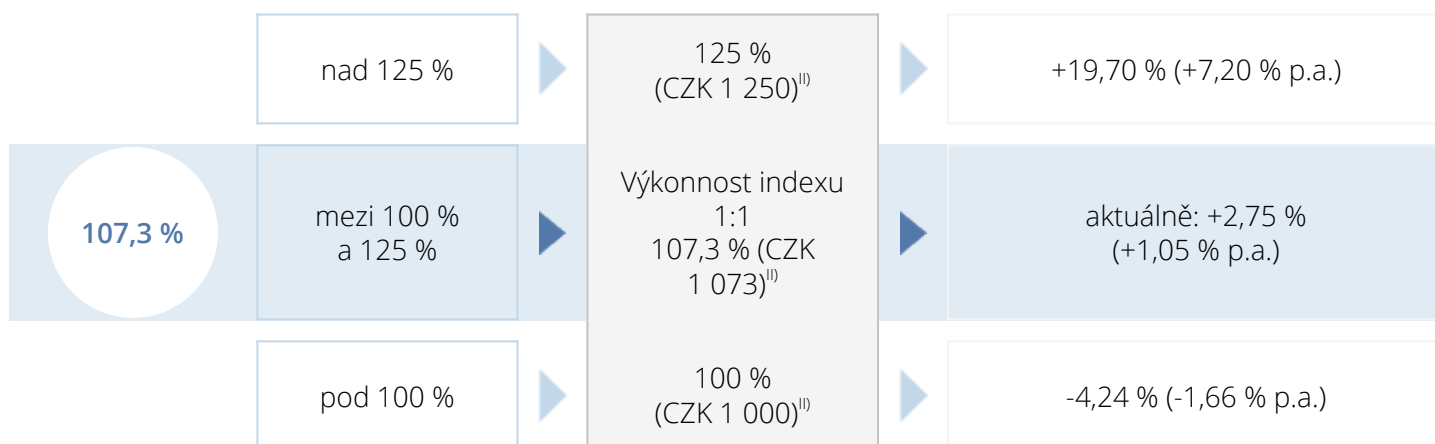 nad 125 %
125 %
(CZK 1 250)II)
+19,70 % (+7,20 % p.a.)
107,3 %
mezi 100 %
a 125 %
Výkonnost indexu
1:1
107,3 % (CZK
1 073)II)
aktuálně: +2,75 %
(+1,05 % p.a.)
pod 100 %
100 %
(CZK 1 000)II)
-4,24 % (-1,66 % p.a.)